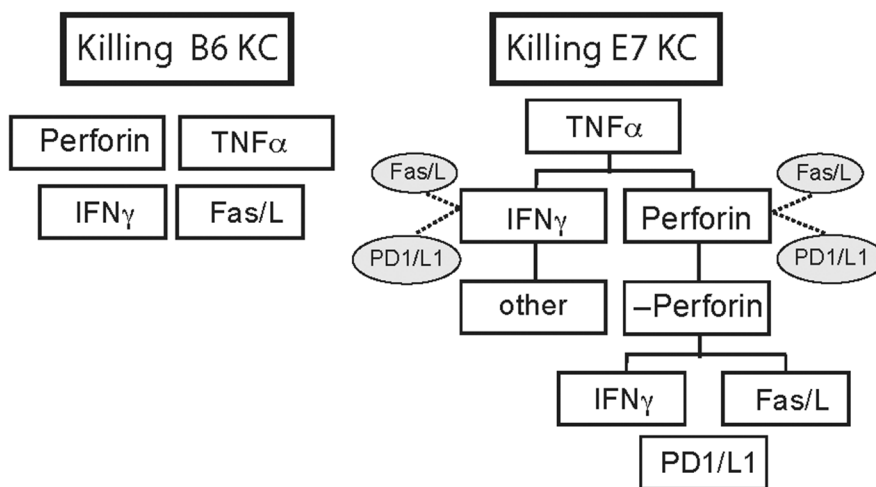 Killing B6 KC
Killing E7 KC
Perforin
TNFα
TNFα
IFNγ
Fas/L
Fas/L
PD1/L1
IFNγ
Perforin
Fas/L
PD1/L1
other
–Perforin
IFNγ
Fas/L
PD1/L1